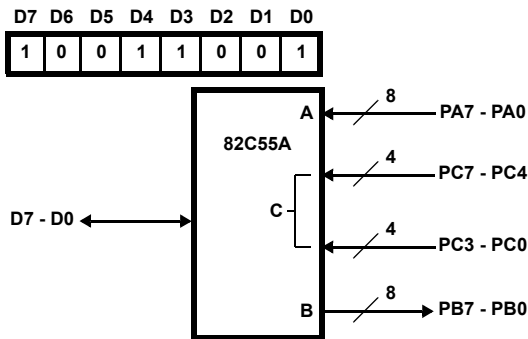 D7 D6 D5 D4 D3 D2 D1 D0
1 0 0 1 1 0 0 1
8
A
PA7 - PA0
82C55A
4
PC7 - PC4
C
D7 - D0
4
PC3 - PC0
8
B
PB7 - PB0